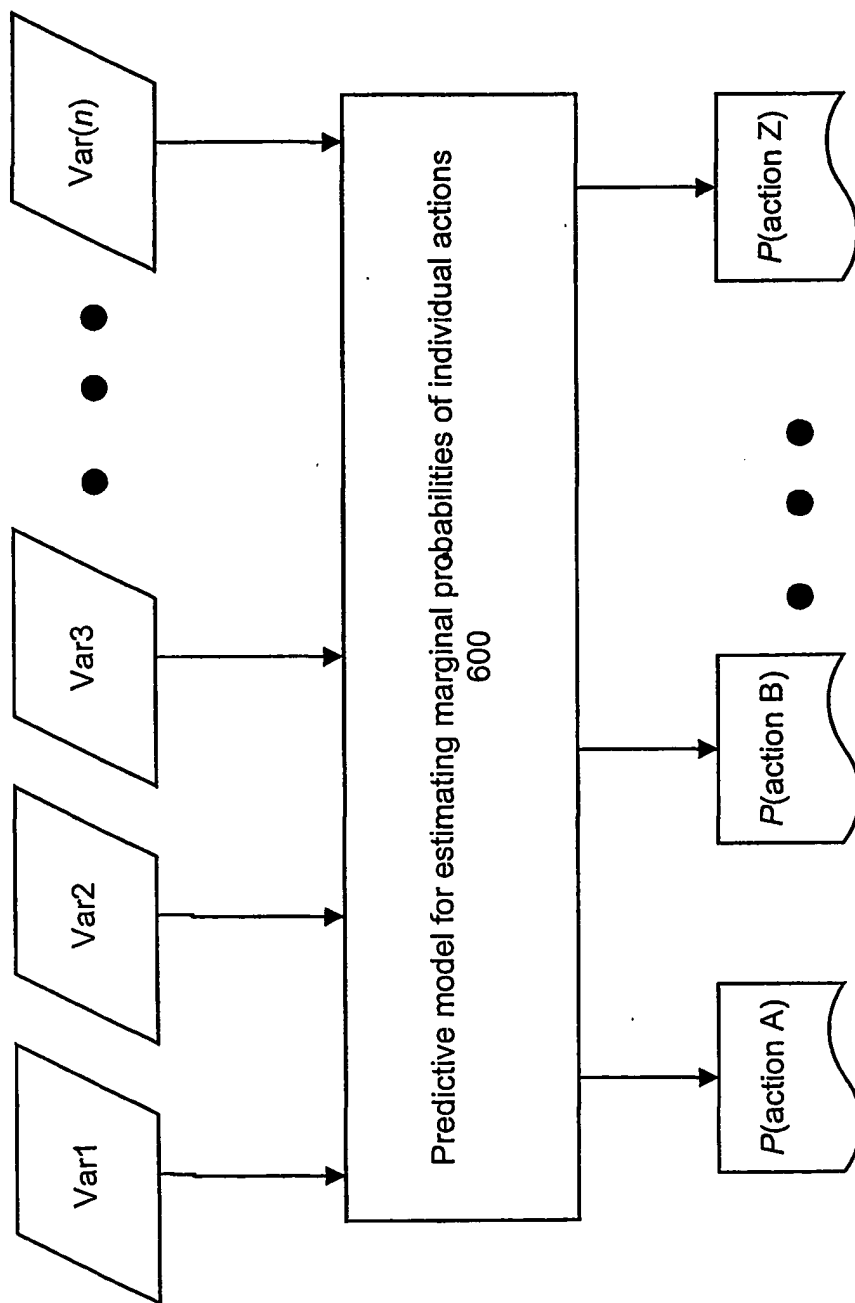 Var1
Var2
Var3
Var(n)
Predictive model for estimating marginal probabilities of individual actions
600
P(action A)
P(action B)
P(action Z)